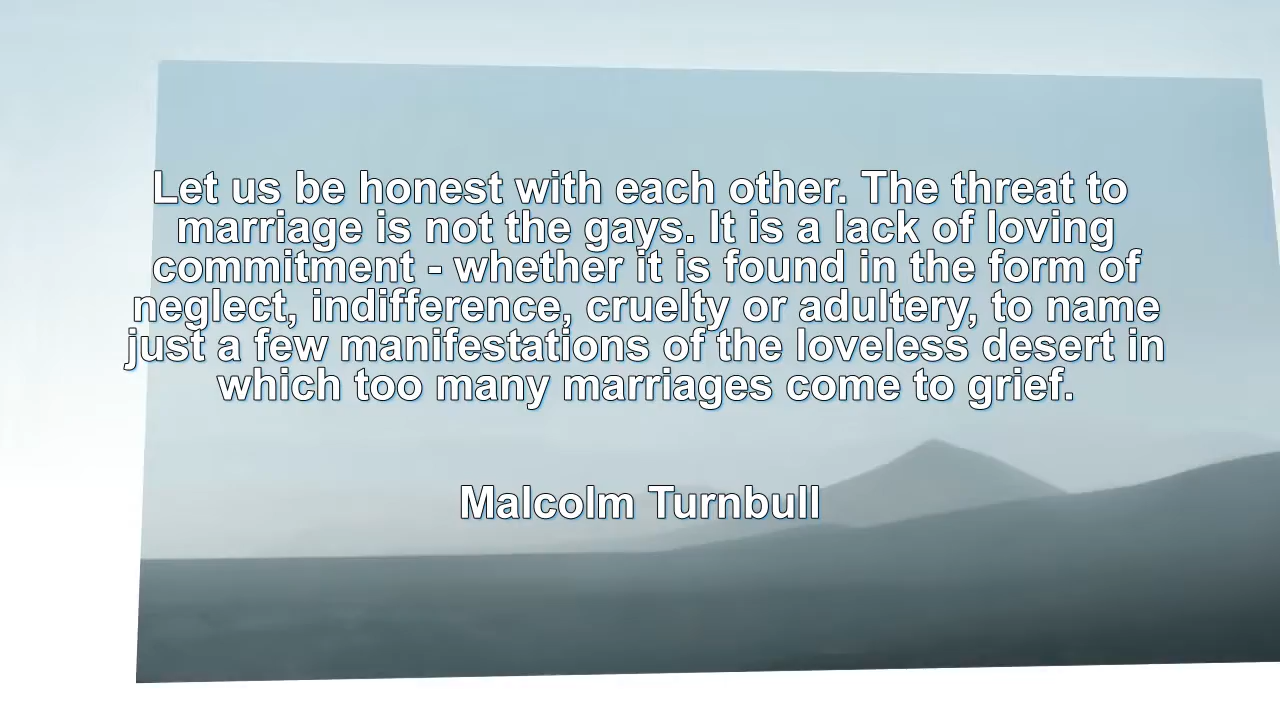 Let us be honest with each other. The threat to
marriage is not the gays. It is a lack of loving
commitment - whether it is found in the form of
neglect, indifference, cruelty or adultery, to name
just a few manifestations of the loveless desert in
which too many marriages come to grief.
Malcolm Turnbull